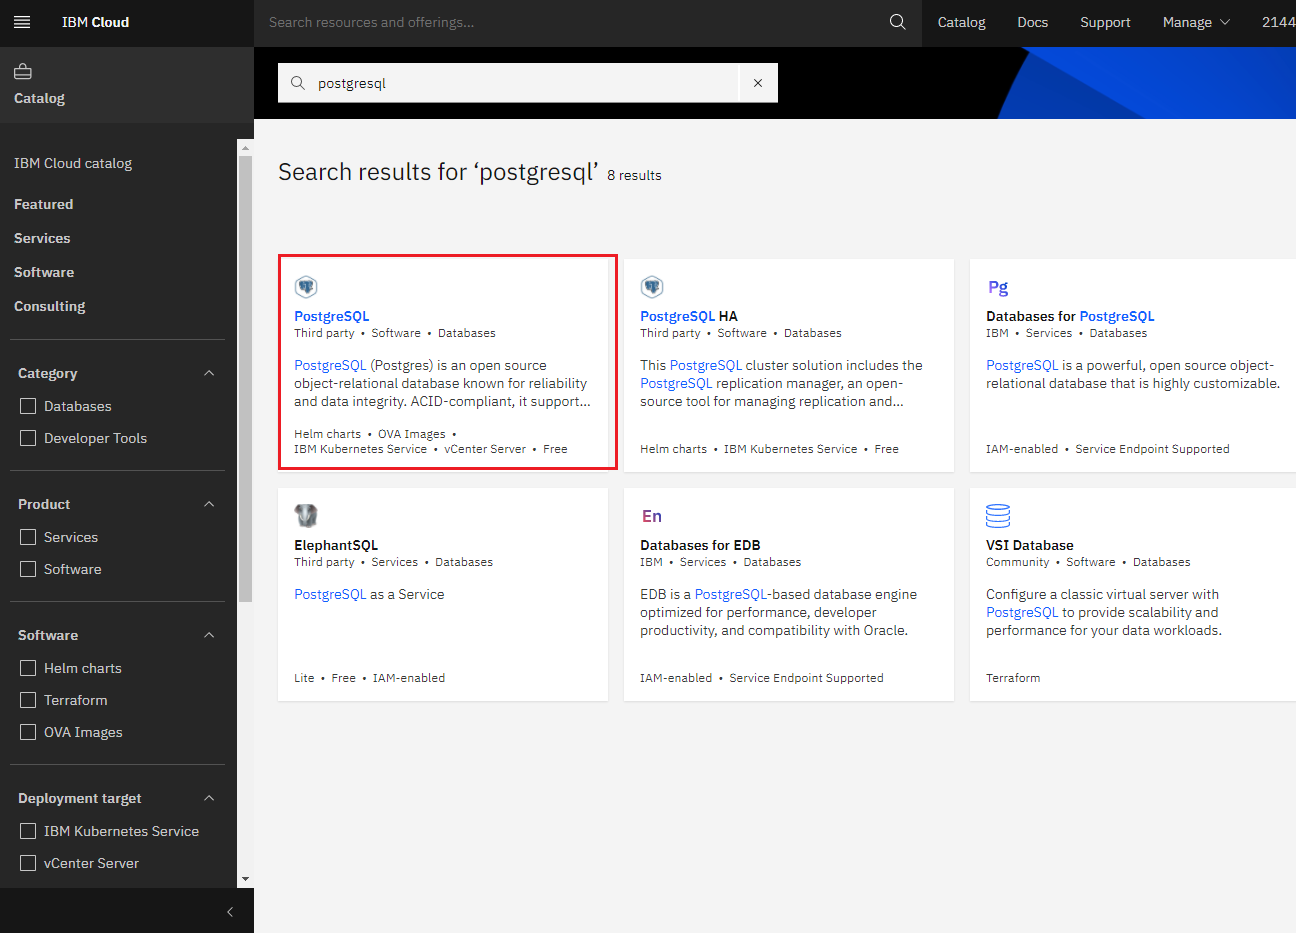 IBM Cloud
Search resources and offerings...
Catalog
Docs
Support
Manage
2144
Catalog
postgresql
IBM Cloud catalog
Featured
Services
Software
Consulting
Category
Databases
Developer Tools
Product
Services
Software
Software
Helm charts
Terraform
OVA Images
Deployment target
IBM Kubernetes Service
vCenter Server
Search results for ‘postgresql’ 8 results
PostgreSQL
Third party • Software • Databases
PostgreSQL (Postgres) is an open source
object-relational database known for reliability
and data integrity. ACID-compliant, it support...
Helm charts • OVA Images •
IBM Kubernetes Service • vCenter Server • Free
PostgreSQL HA
Third party • Software • Databases
This PostgreSQL cluster solution includes the
PostgreSQL replication manager, an open-
source tool for managing replication and...
Helm charts • IBM Kubernetes Service • Free
Pg
Databases for PostgreSQL
IBM • Services • Databases
PostgreSQL is a powerful, open source object-
relational database that is highly customizable.
IAM-enabled • Service Endpoint Supported
ElephantSQL
Third party • Services • Databases
PostgreSQL as a Service
Lite • Free • IAM-enabled
En
Databases for EDB
IBM • Services • Databases
EDB is a PostgreSQL-based database engine
optimized for performance, developer
productivity, and compatibility with Oracle.
IAM-enabled • Service Endpoint Supported
VSI Database
Community • Software • Databases
Configure a classic virtual server with
PostgreSQL to provide scalability and
performance for your data workloads.
Terraform